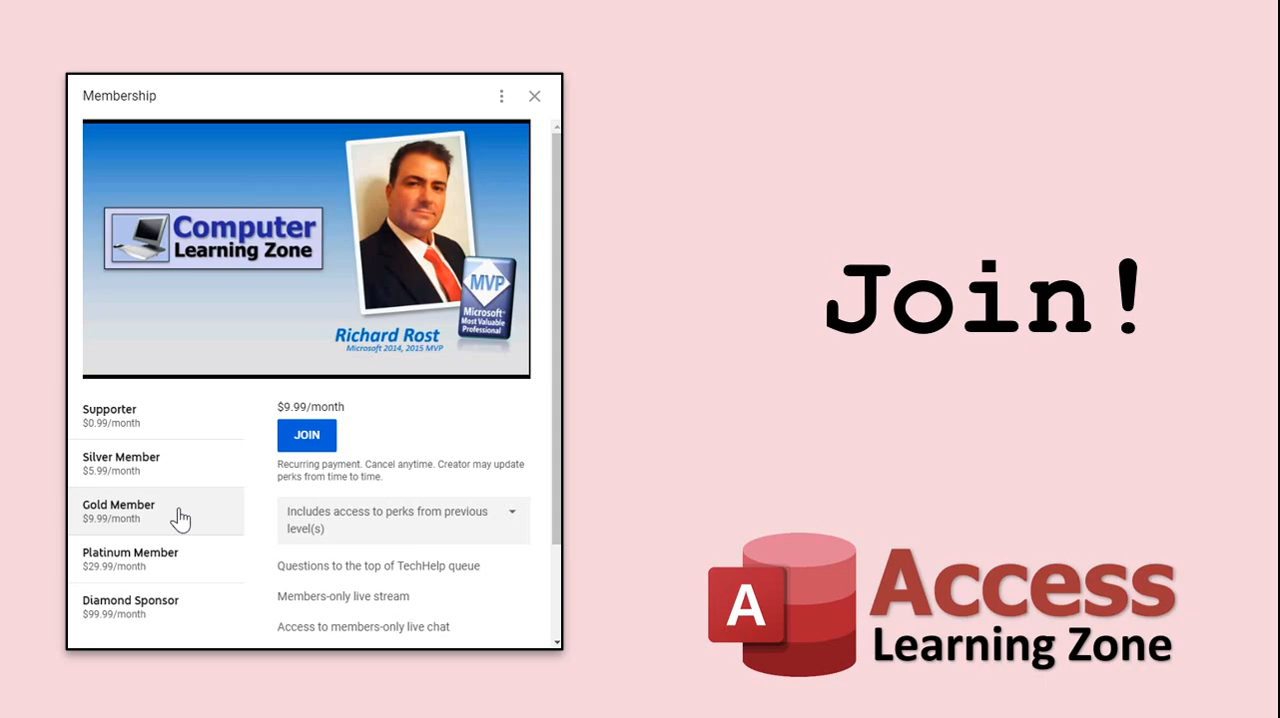 Membership
Computer
Learning Zone
MVP
Microsoft®
Most Valuable
Professional
Richard Rost
Microsoft 2014, 2015 MVP
Supporter
$0.99/month
Silver Member
$5.99/month
Gold Member
$9.99/month
Platinum Member
$29.99/month
Diamond Sponsor
$99.99/month
$9.99/month
JOIN
Recurring payment. Cancel anytime. Creator may update
perks from time to time.
Includes access to perks from previous
level(s)
Questions to the top of TechHelp queue
Members-only live stream
Access to members-only live chat
Join!
A
Access
Learning Zone